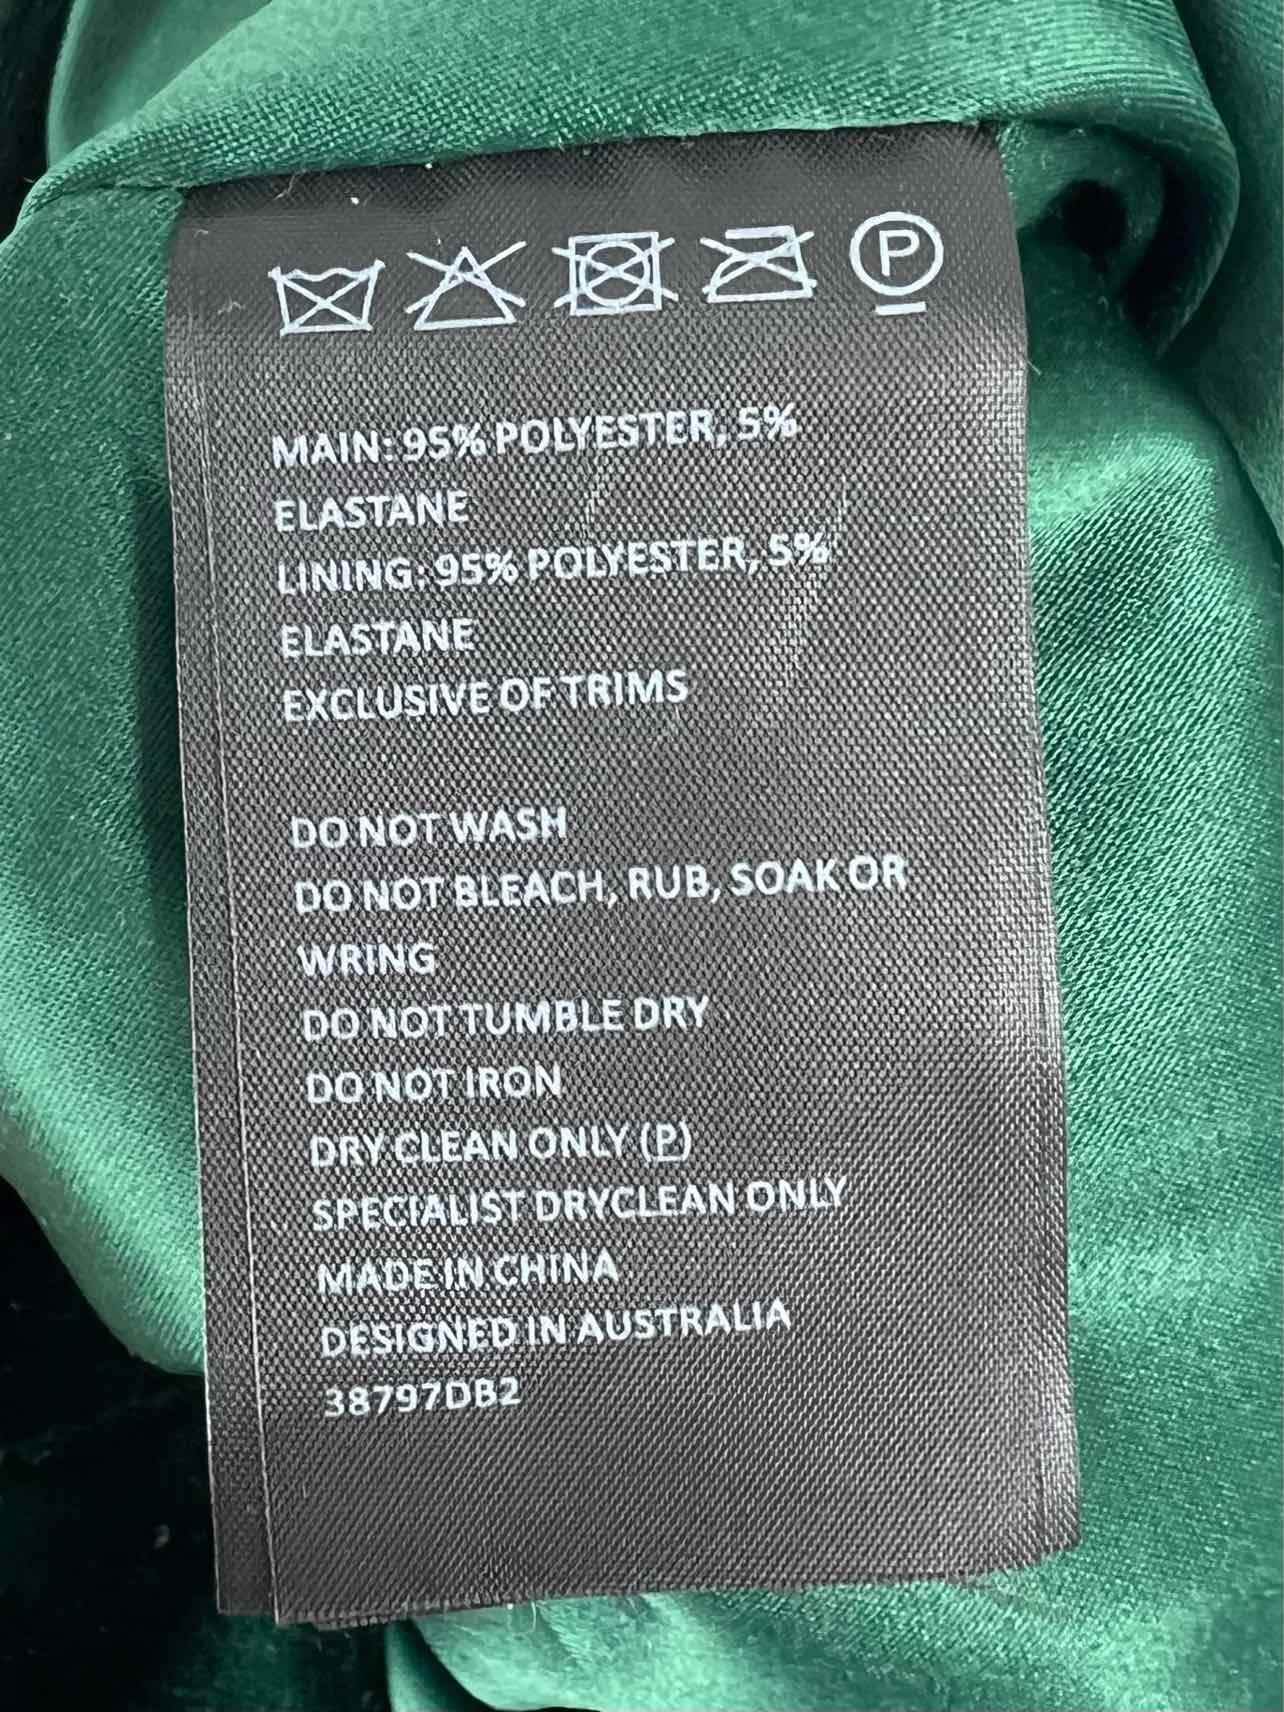 P
MAIN: 95% POLYESTER, 5%
ELASTANE
LINING: 95% POLYESTER, 5%
ELASTANE
EXCLUSIVE OF TRIMS
DO NOT WASH
DO NOT BLEACH, RUB, SOAK OR
WRING
DO NOT TUMBLE DRY
DO NOT IRON
DRY CLEAN ONLY (P)
SPECIALIST DRYCLEAN ONLY
MADE IN CHINA
DESIGNED IN AUSTRALIA
38797DB2